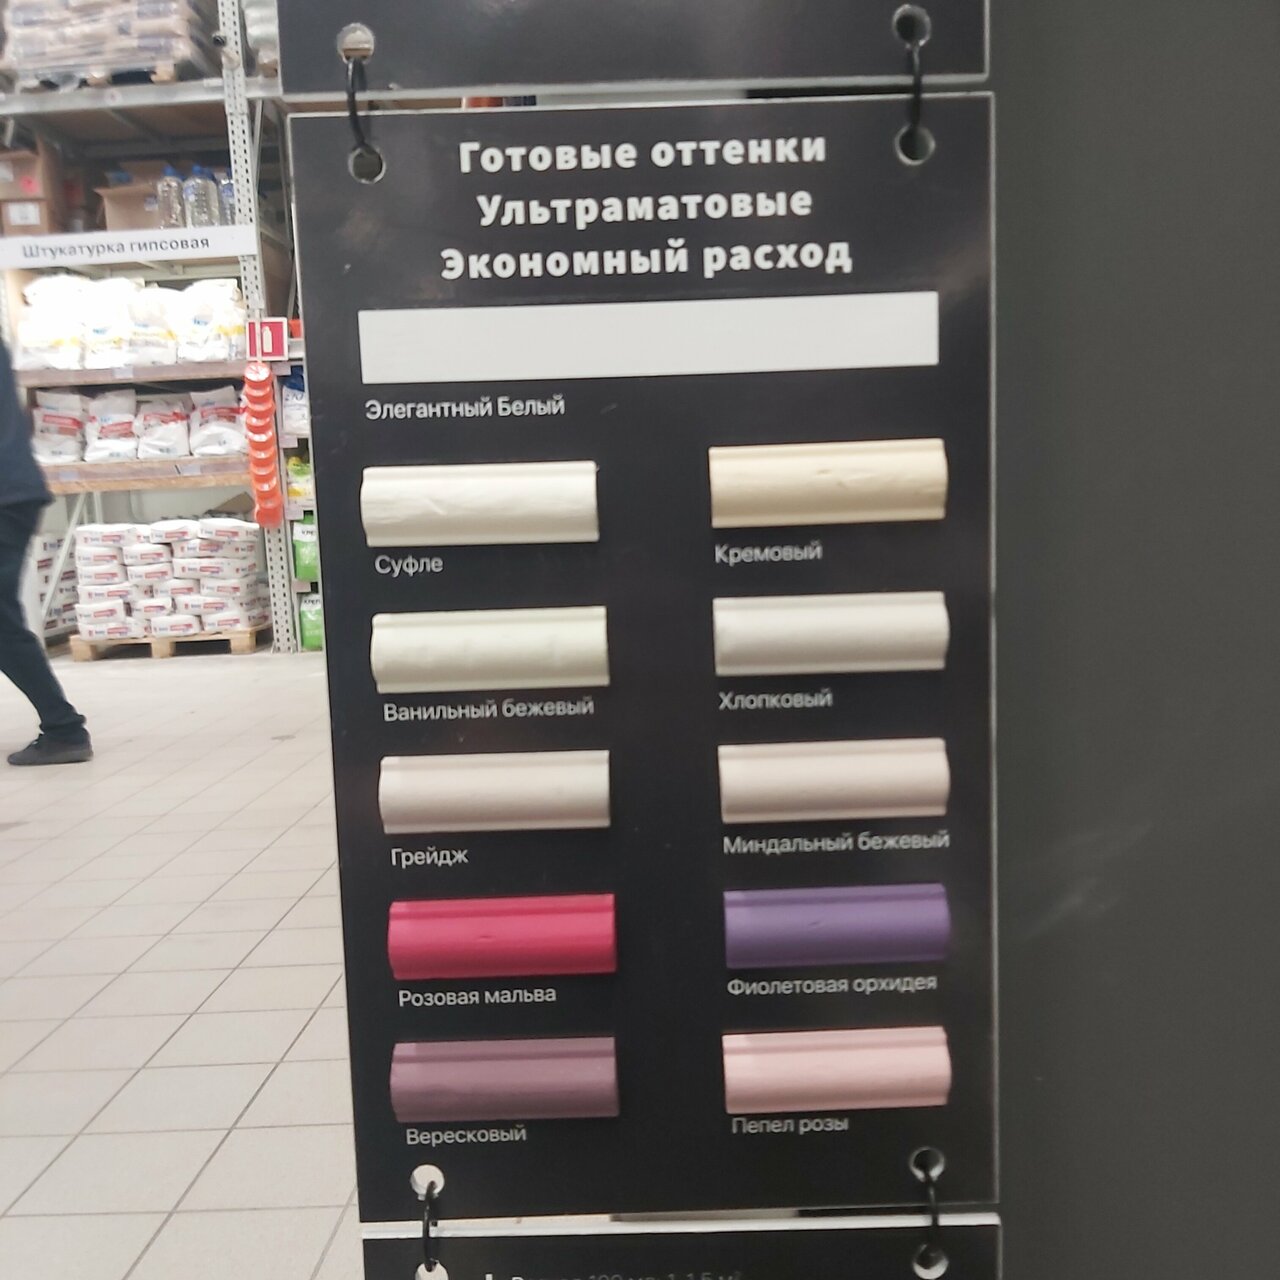 Штукатурка гипсовая
Готовые оттенки
Ультраматовые
Экономный расход
Элегантный Белый
Суфле
Кремовый
Ванильный бежевый
Хлопковый
Грейдж
Миндальный бежевый
Розовая мальва
Фиолетовая орхидея
Вересковый
Пепел розы